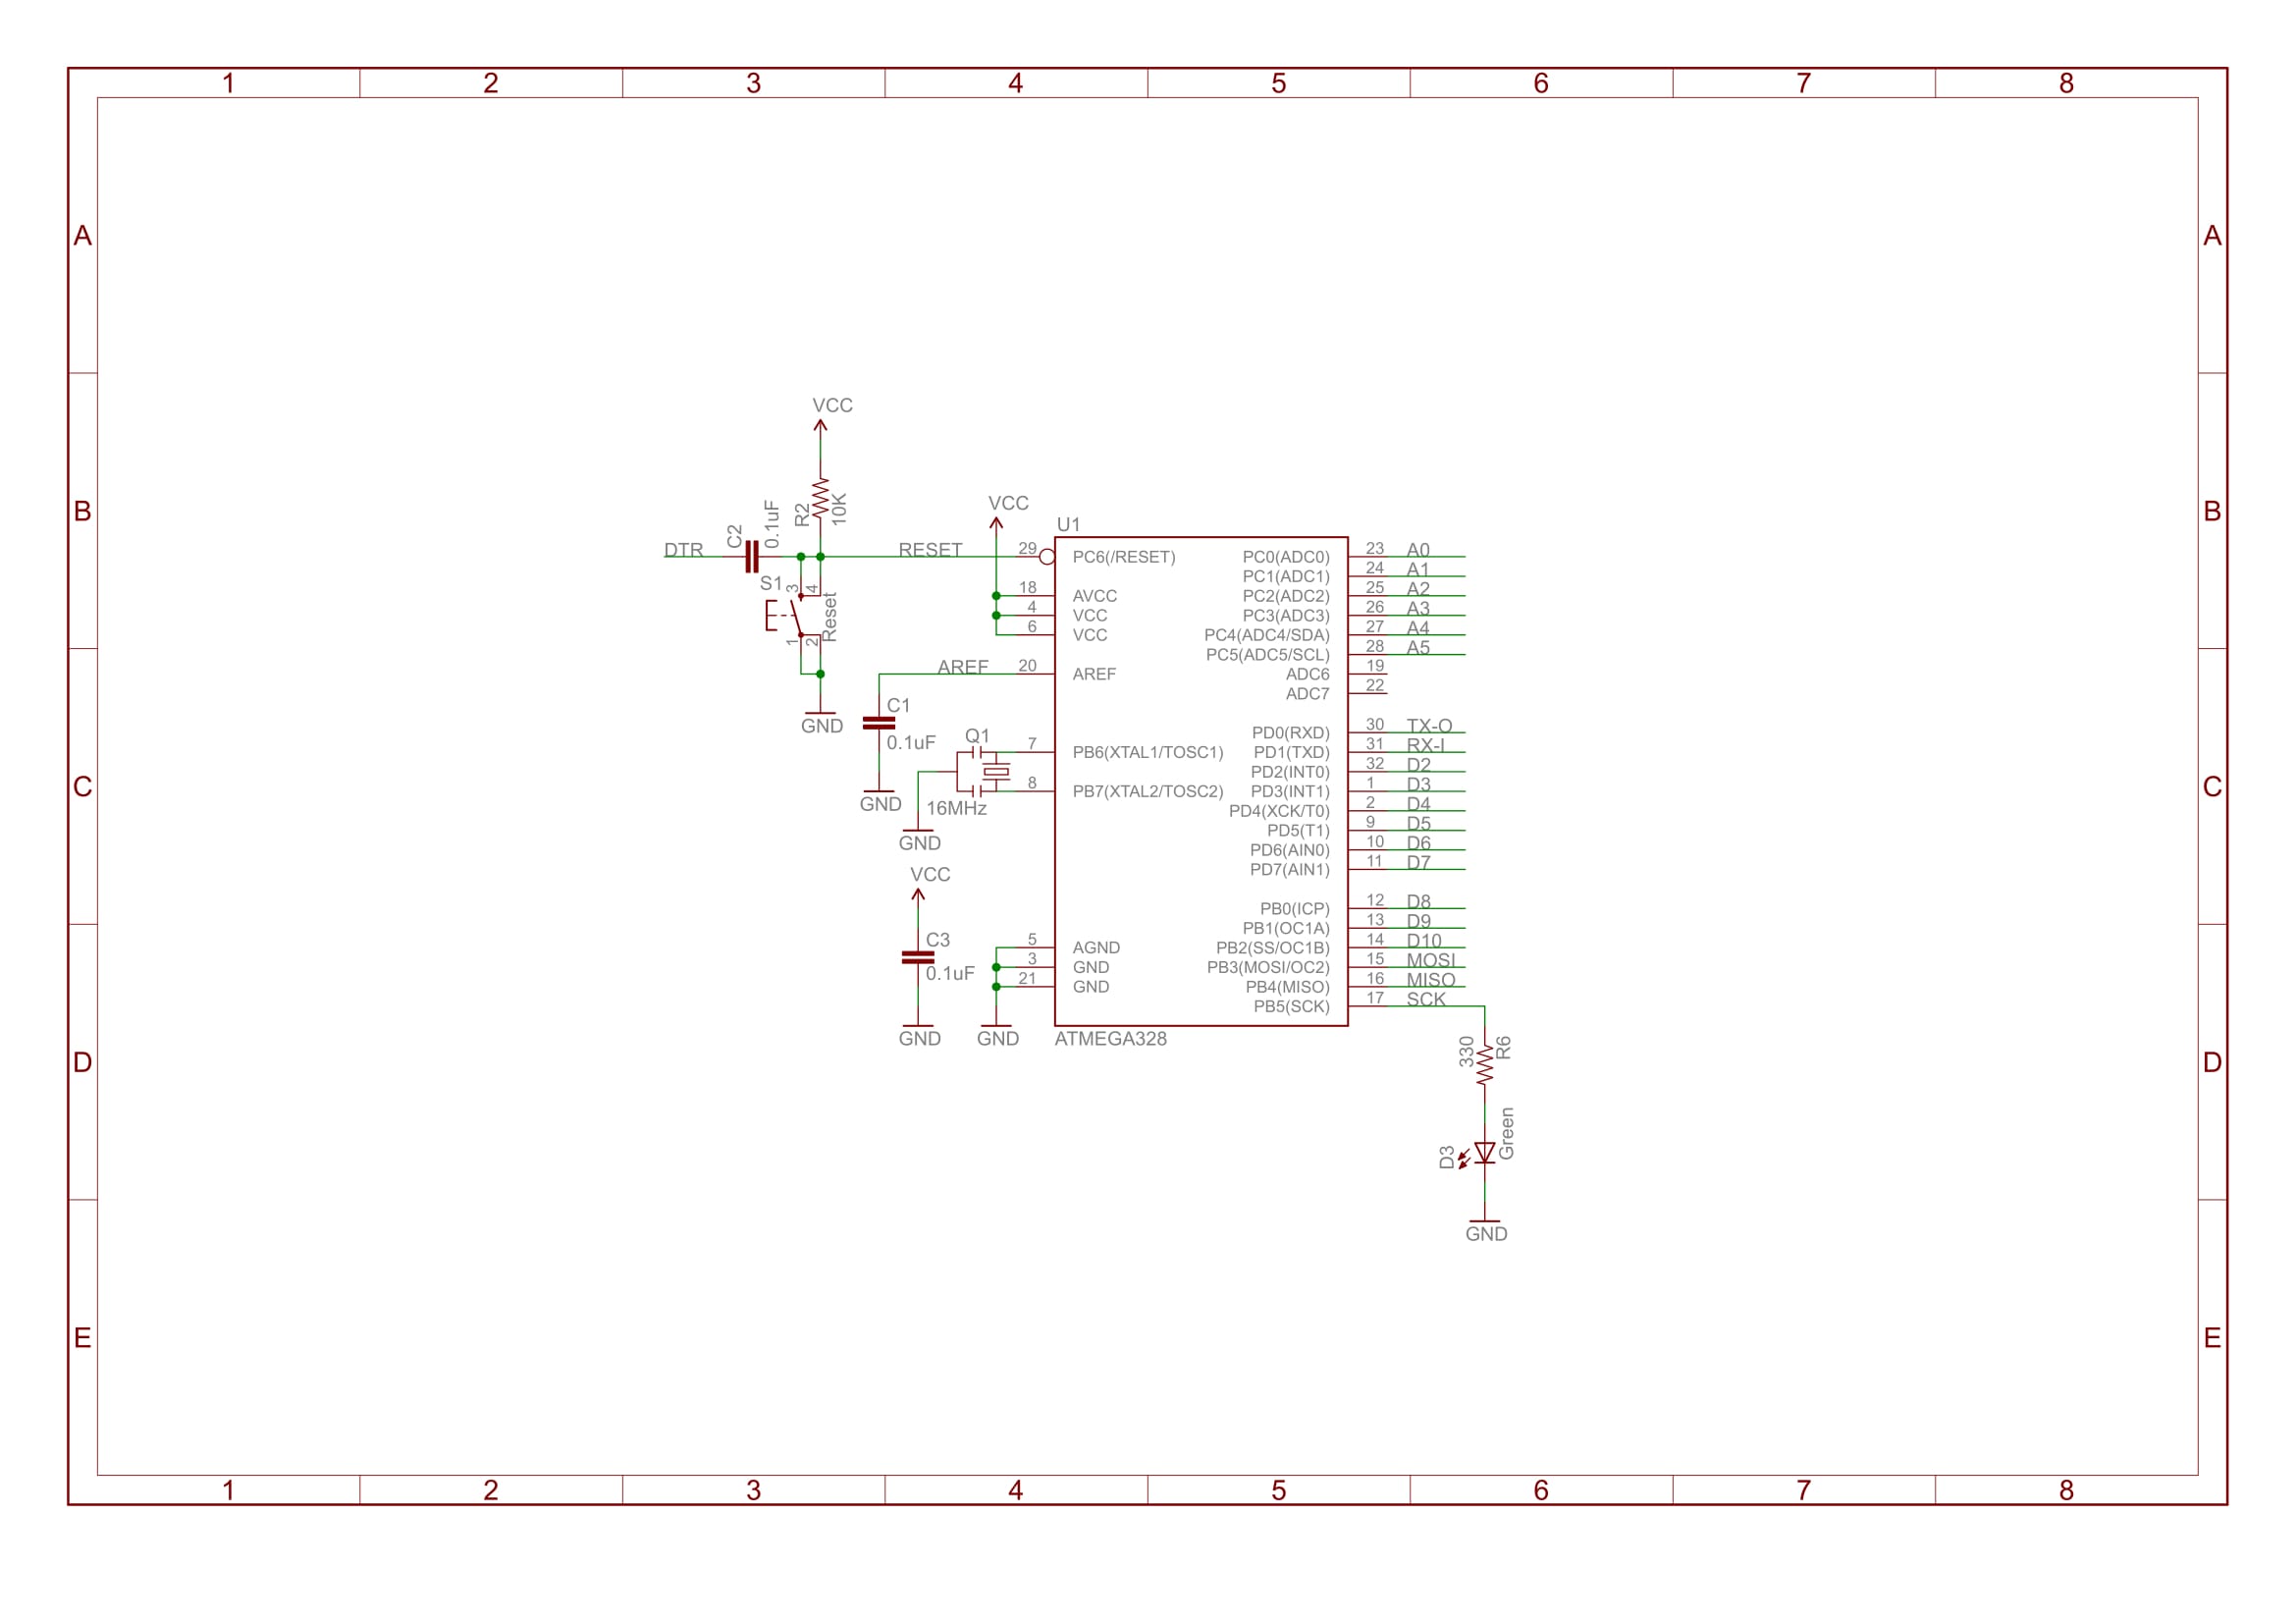 1 2 3 4 5 6 7 8
A A
B B
C C
D D
E E
VCC
R2
10K
DTR
C2
0.1uF
RESET
S1
3 4
1 2
Reset
GND
VCC
U1
29 PC6(/RESET)
18 AVCC
4 VCC
6 VCC
AREF 20 AREF
C1
0.1uF
GND
Q1
7 PB6(XTAL1/TOSC1)
8 PB7(XTAL2/TOSC2)
16MHz
GND
VCC
C3
0.1uF
GND
5 AGND
3 GND
21 GND
GND
ATMEGA328
PC0(ADC0) 23 A0
PC1(ADC1) 24 A1
PC2(ADC2) 25 A2
PC3(ADC3) 26 A3
PC4(ADC4/SDA) 27 A4
PC5(ADC5/SCL) 28 A5
ADC6 19
ADC7 22
PD0(RXD) 30 TX-O
PD1(TXD) 31 RX-I
PD2(INT0) 32 D2
PD3(INT1) 1 D3
PD4(XCK/T0) 2 D4
PD5(T1) 9 D5
PD6(AIN0) 10 D6
PD7(AIN1) 11 D7
PB0(ICP) 12 D8
PB1(OC1A) 13 D9
PB2(SS/OC1B) 14 D10
PB3(MOSI/OC2) 15 MOSI
PB4(MISO) 16 MISO
PB5(SCK) 17 SCK
330
R6
D3
Green
GND
1 2 3 4 5 6 7 8